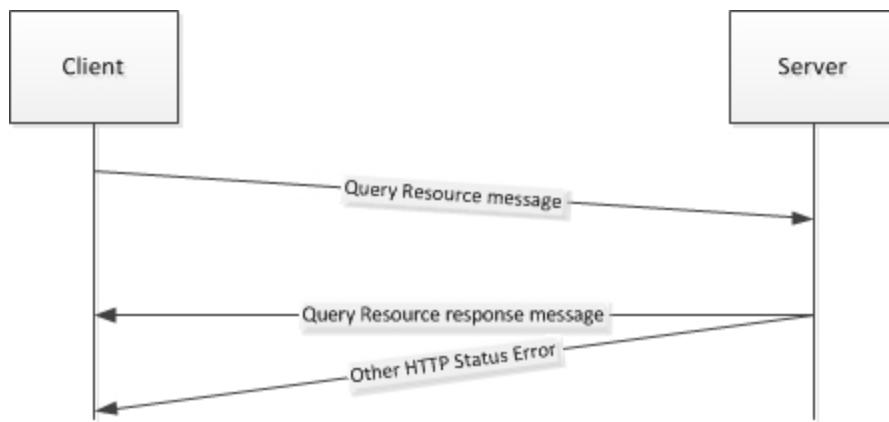 Client
Server
Query Resource message
Query Resource response message
Other HTTP Status Error